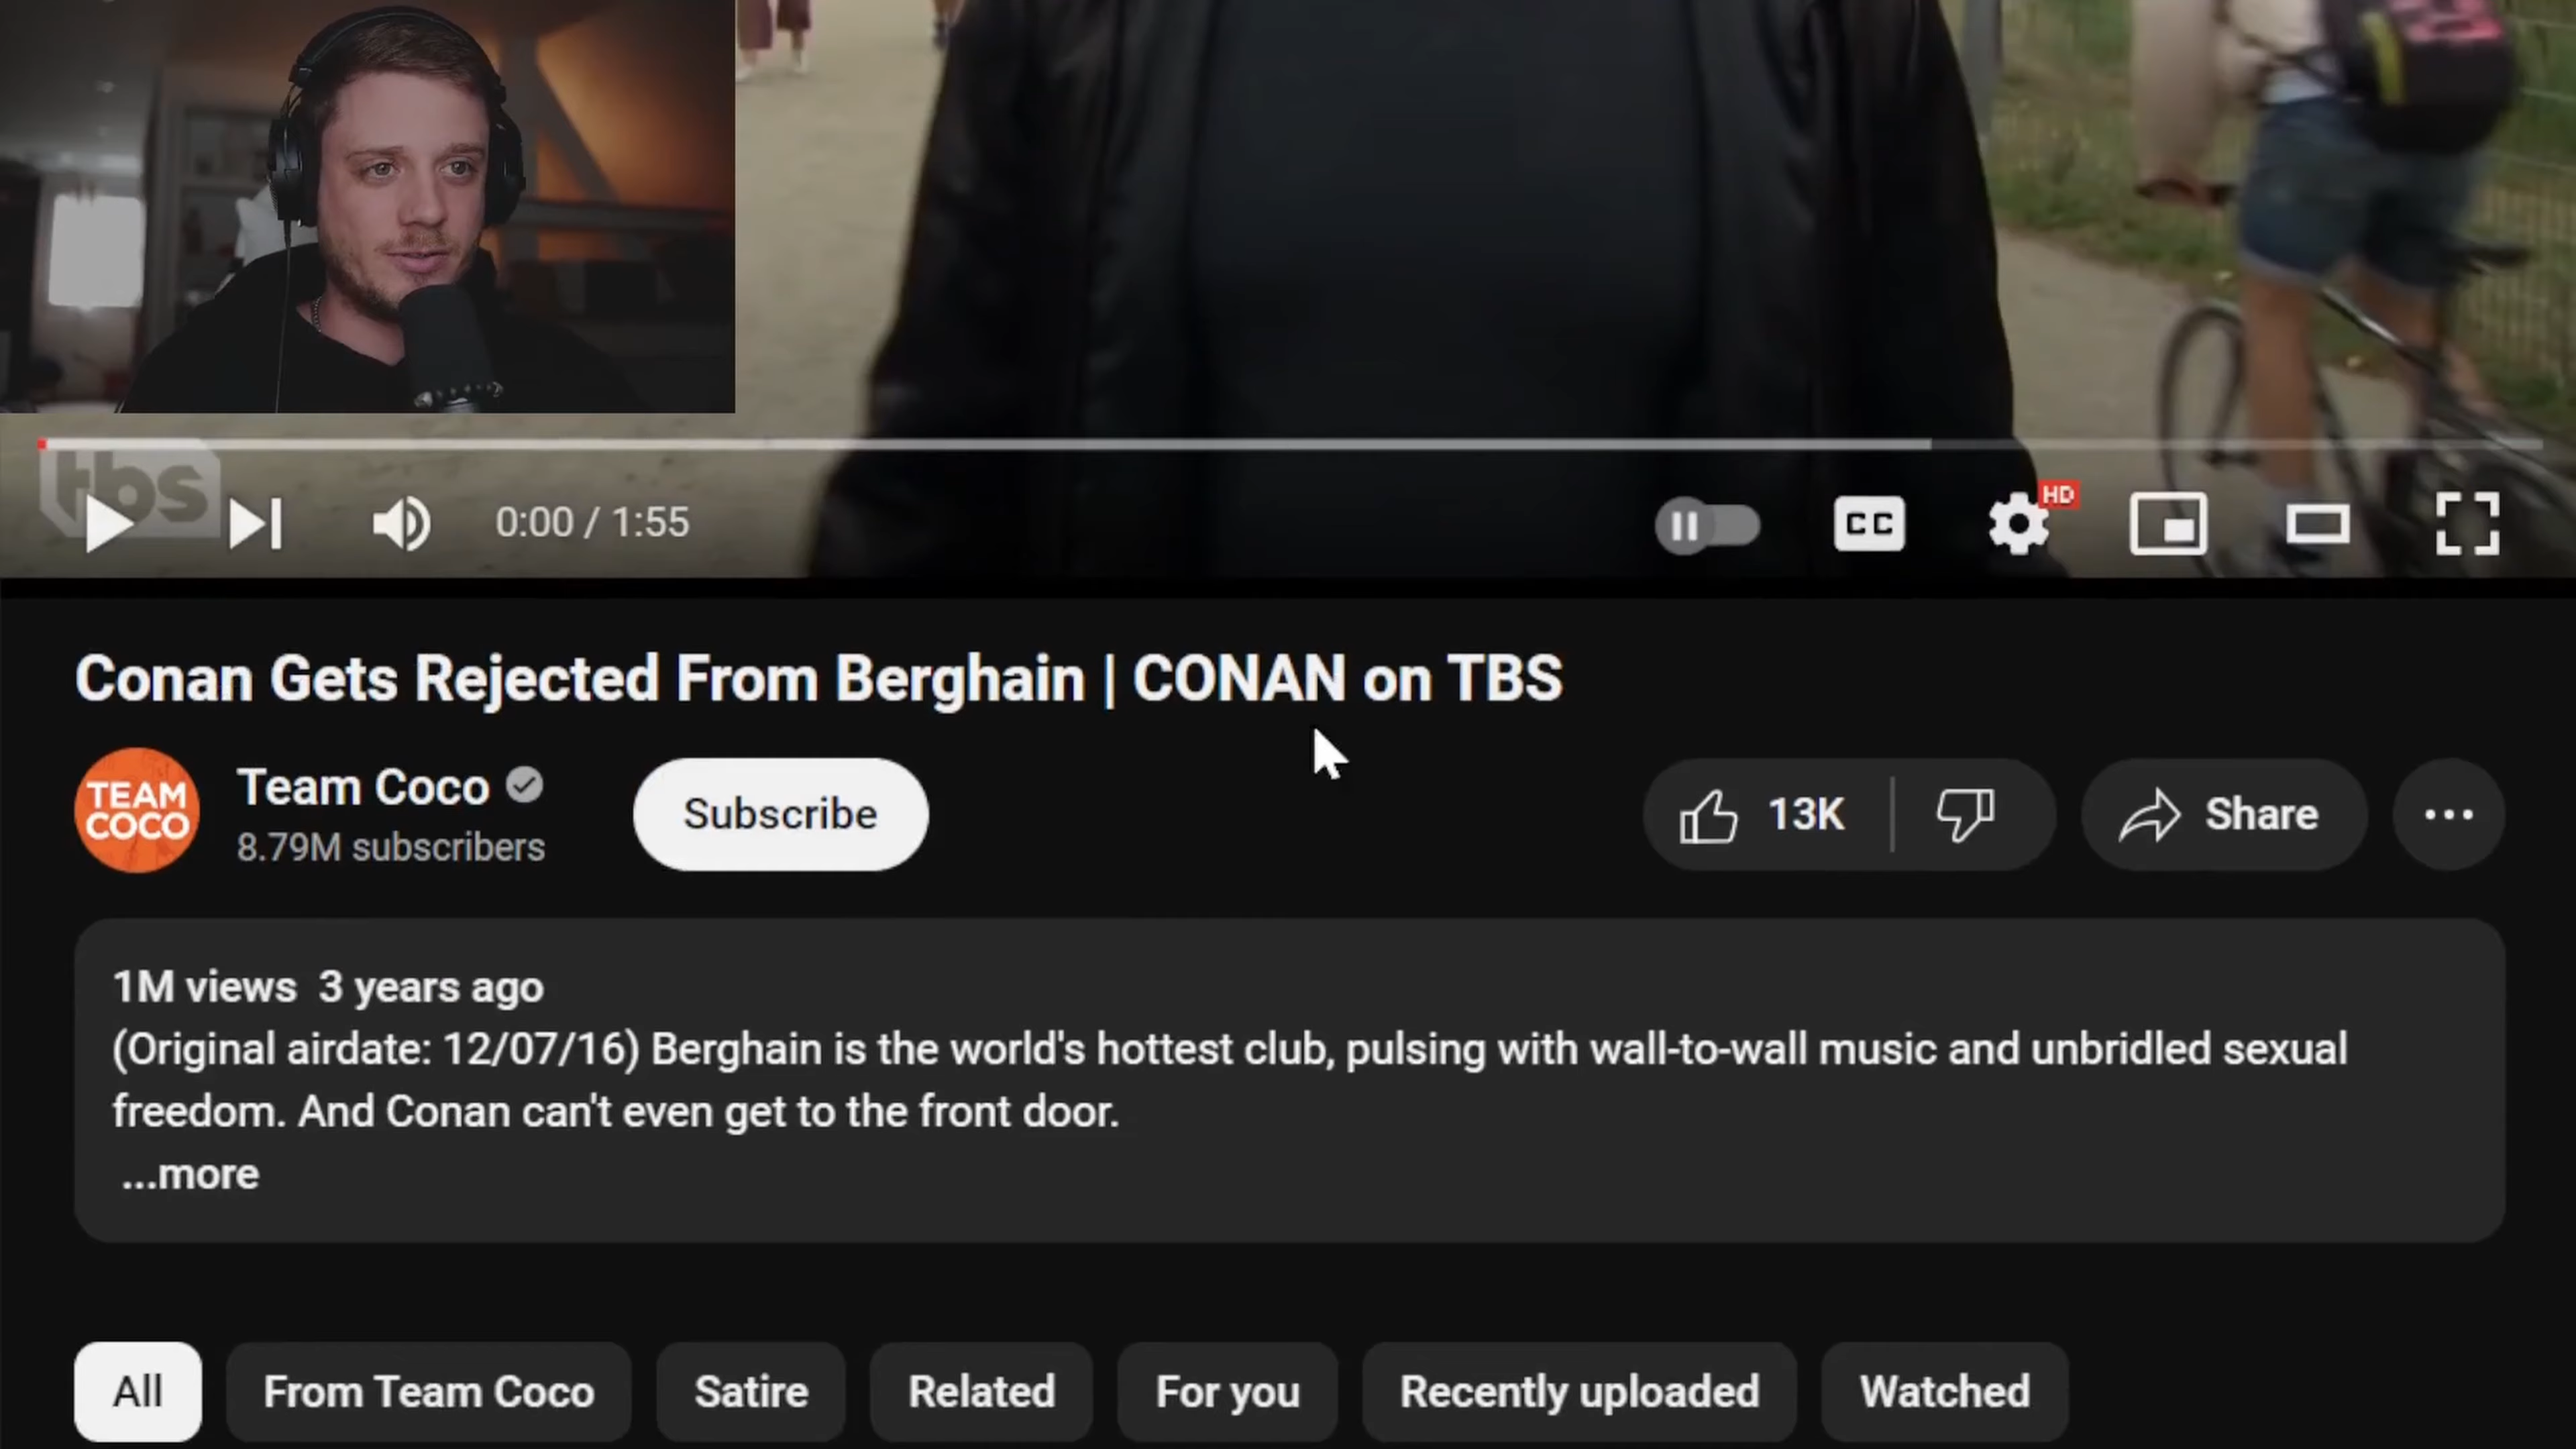 tbs
0:00 / 1:55
CC
HD
Conan Gets Rejected From Berghain | CONAN on TBS
TEAM
COCO
Team Coco
8.79M subscribers
Subscribe
13K
Share
1M views 3 years ago
(Original airdate: 12/07/16) Berghain is the world's hottest club, pulsing with wall-to-wall music and unbridled sexual
freedom. And Conan can't even get to the front door.
...more
All
From Team Coco
Satire
Related
For you
Recently uploaded
Watched